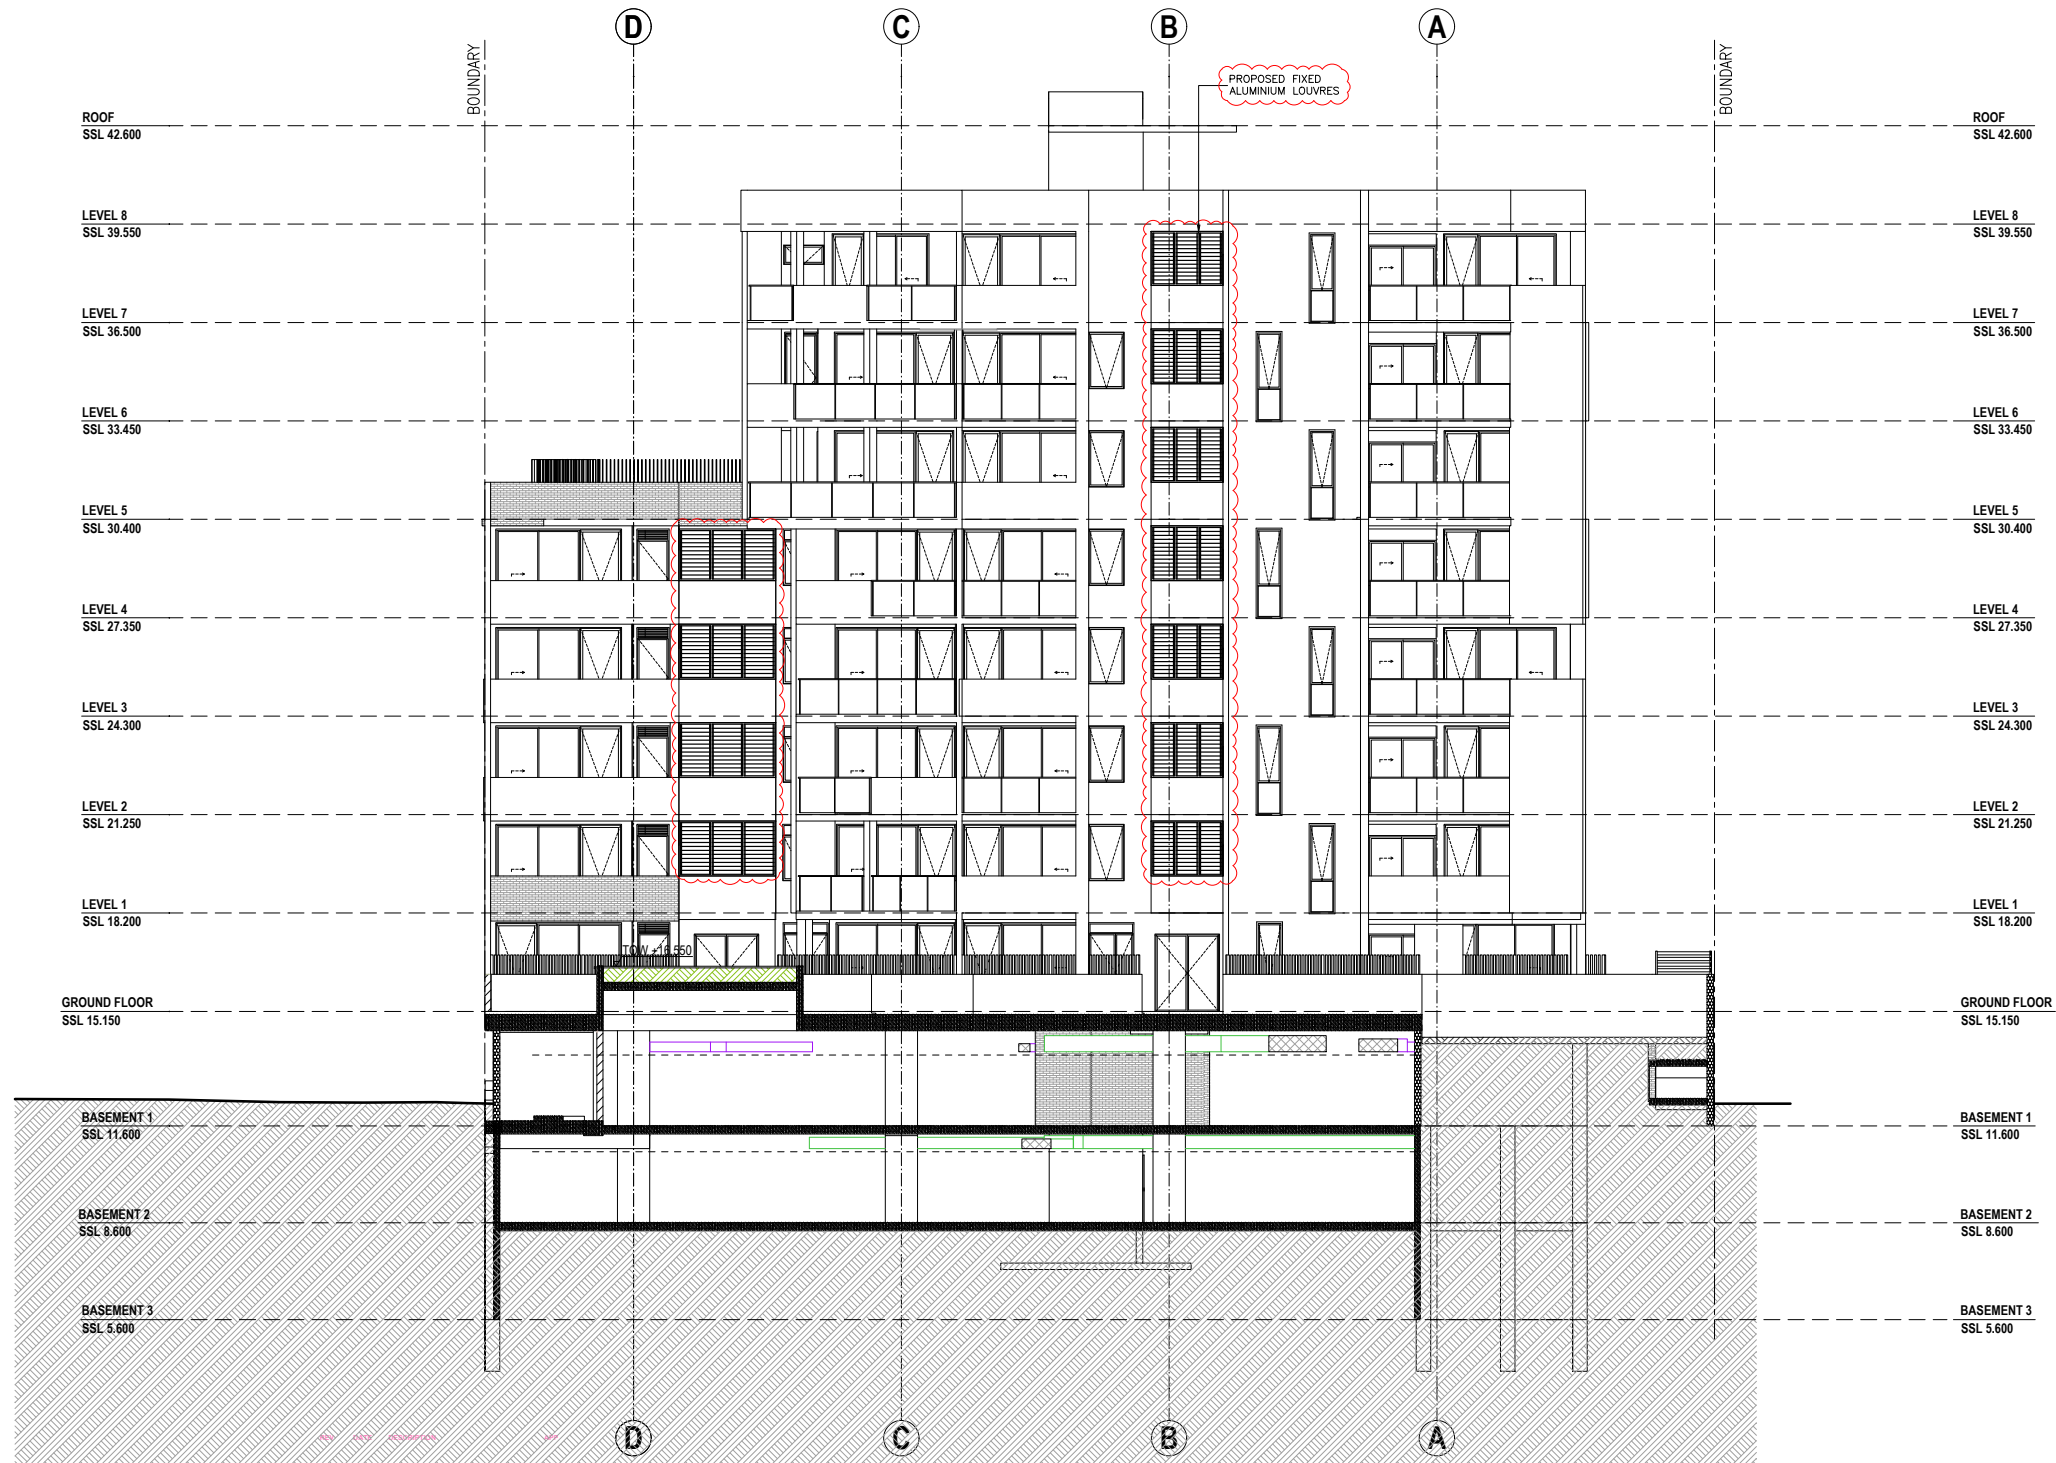 D
C
B
A
BOUNDARY
BOUNDARY
PROPOSED FIXED
ALUMINIUM LOUVRES
ROOF
SSL 42.600
ROOF
SSL 42.600
LEVEL 8
SSL 39.550
LEVEL 8
SSL 39.550
LEVEL 7
SSL 36.500
LEVEL 7
SSL 36.500
LEVEL 6
SSL 33.450
LEVEL 6
SSL 33.450
LEVEL 5
SSL 30.400
LEVEL 5
SSL 30.400
LEVEL 4
SSL 27.350
LEVEL 4
SSL 27.350
LEVEL 3
SSL 24.300
LEVEL 3
SSL 24.300
LEVEL 2
SSL 21.250
LEVEL 2
SSL 21.250
LEVEL 1
SSL 18.200
LEVEL 1
SSL 18.200
TOW +16.550
GROUND FLOOR
SSL 15.150
GROUND FLOOR
SSL 15.150
BASEMENT 1
SSL 11.600
BASEMENT 1
SSL 11.600
BASEMENT 2
SSL 8.600
BASEMENT 2
SSL 8.600
BASEMENT 3
SSL 5.600
BASEMENT 3
SSL 5.600
REV DATE DESCRIPTION APP
D
C
B
A